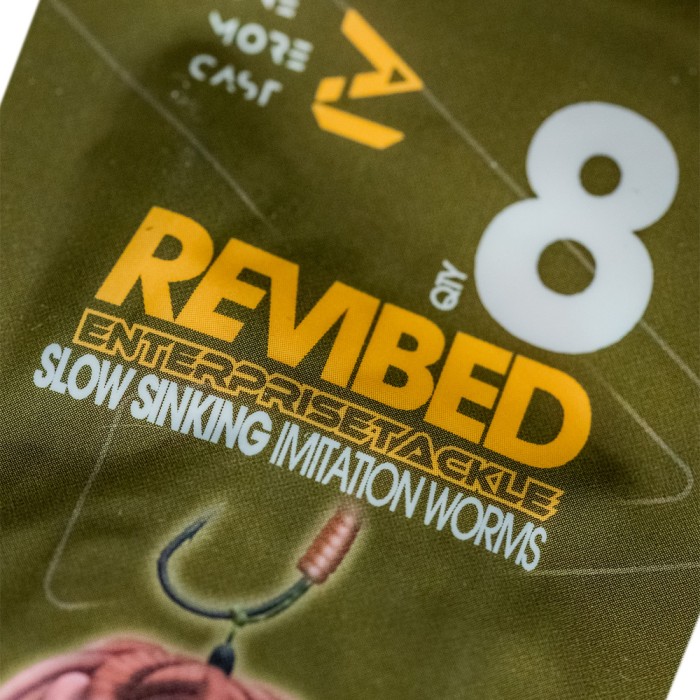 MORE
CAST
QTY 8
REVIBED
ENTERPRISETACKLE
SLOW SINKING IMITATION WORMS